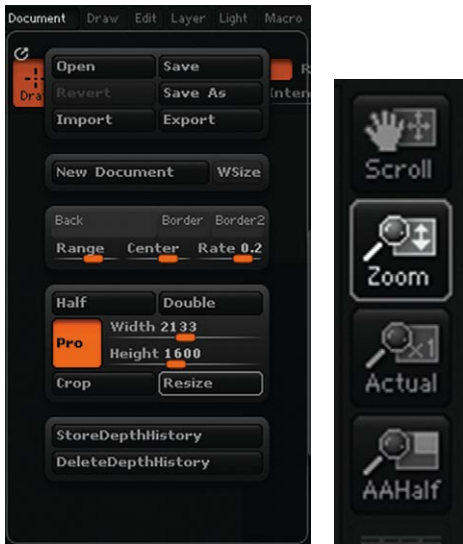 Document Draw Edit Layer Light Macro
Open Save
Revert Save As
Import Export
New Document WSize
Back Border Border2
Range Center Rate 0.2
Half Double
Pro
Width 2133
Height 1600
Crop Resize
StoreDepthHistory
DeleteDepthHistory
Dra
R
Inten
Scroll
Zoom
x1
Actual
AAHalf